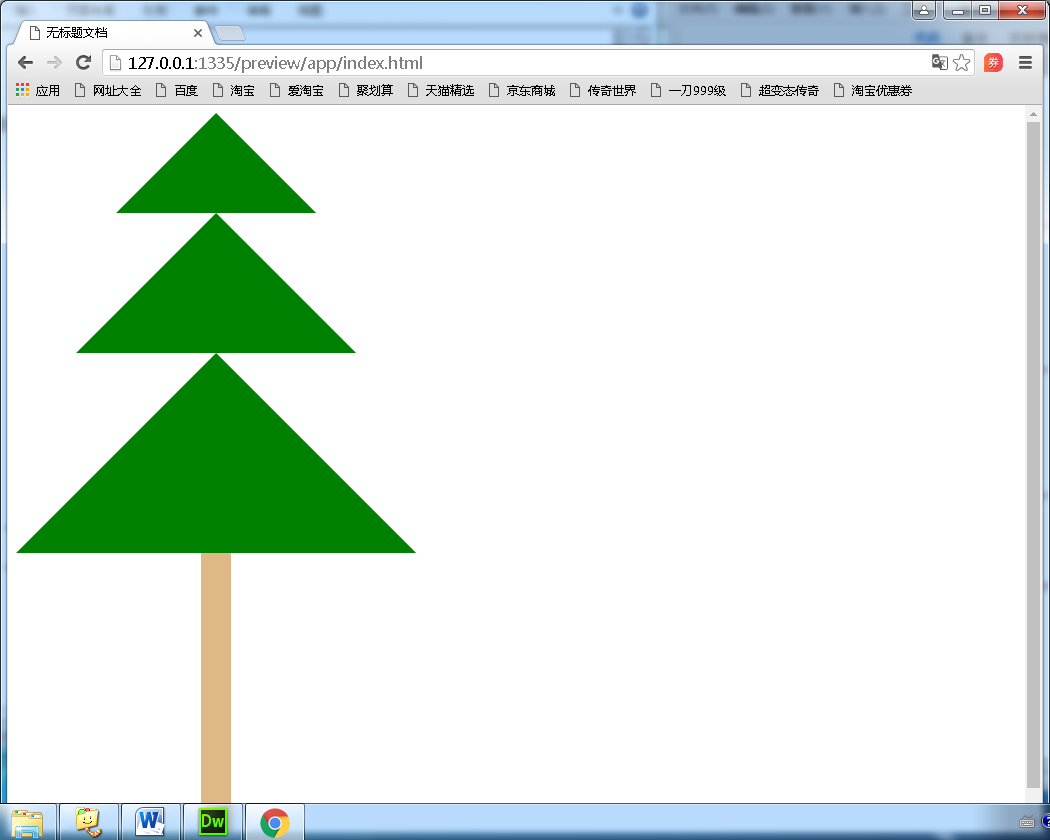 无标题文档
127.0.0.1:1335/preview/app/index.html
券
应用 网址大全 百度 淘宝 爱淘宝 聚划算 天猫精选 京东商城 传奇世界 一刀999级 超变态传奇 淘宝优惠券
W Dw